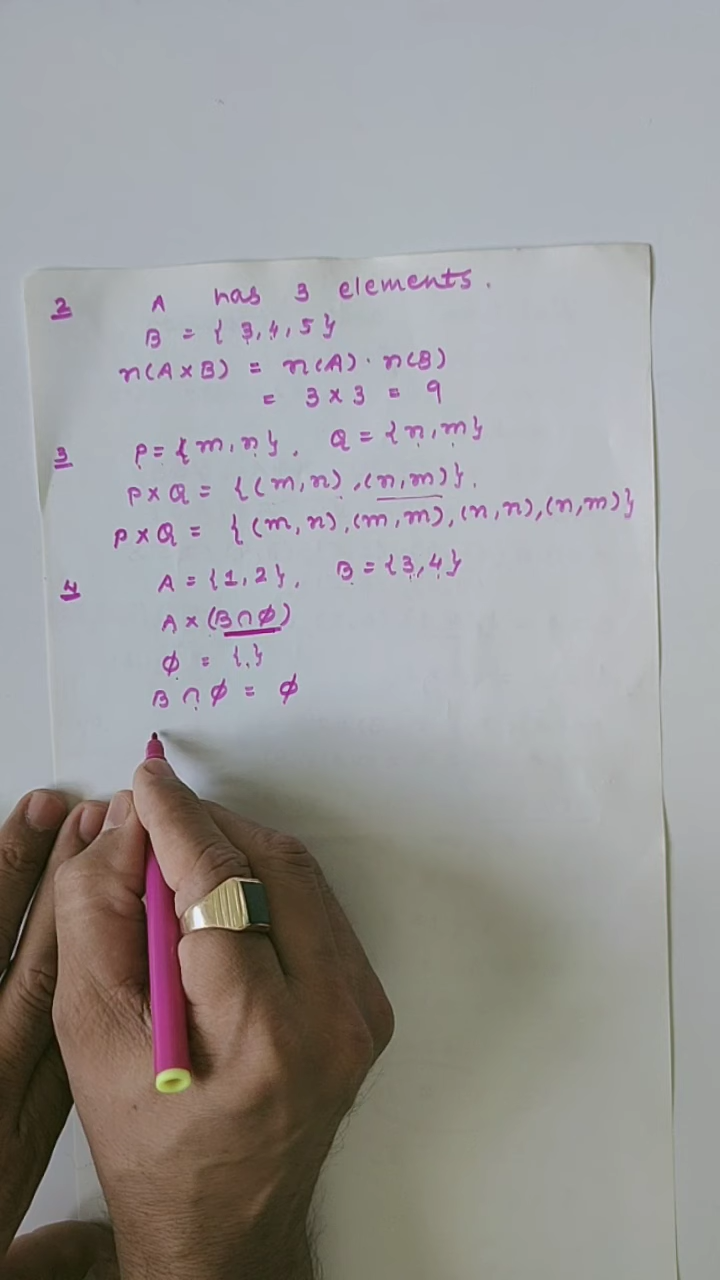 2 A has 3 elements.
B = {3,4,5}
n(A×B) = n(A)·n(B)
= 3 × 3 = 9
3 P = {m,n}, Q = {n,m}
P×Q = {(m,n),(n,m)}.
P×Q = {(m,n),(m,m),(n,n),(n,m)}
4 A = {1,2}, B = {3,4}
A × (B∩ϕ)
ϕ = {.}
B ∩ ϕ = ϕ